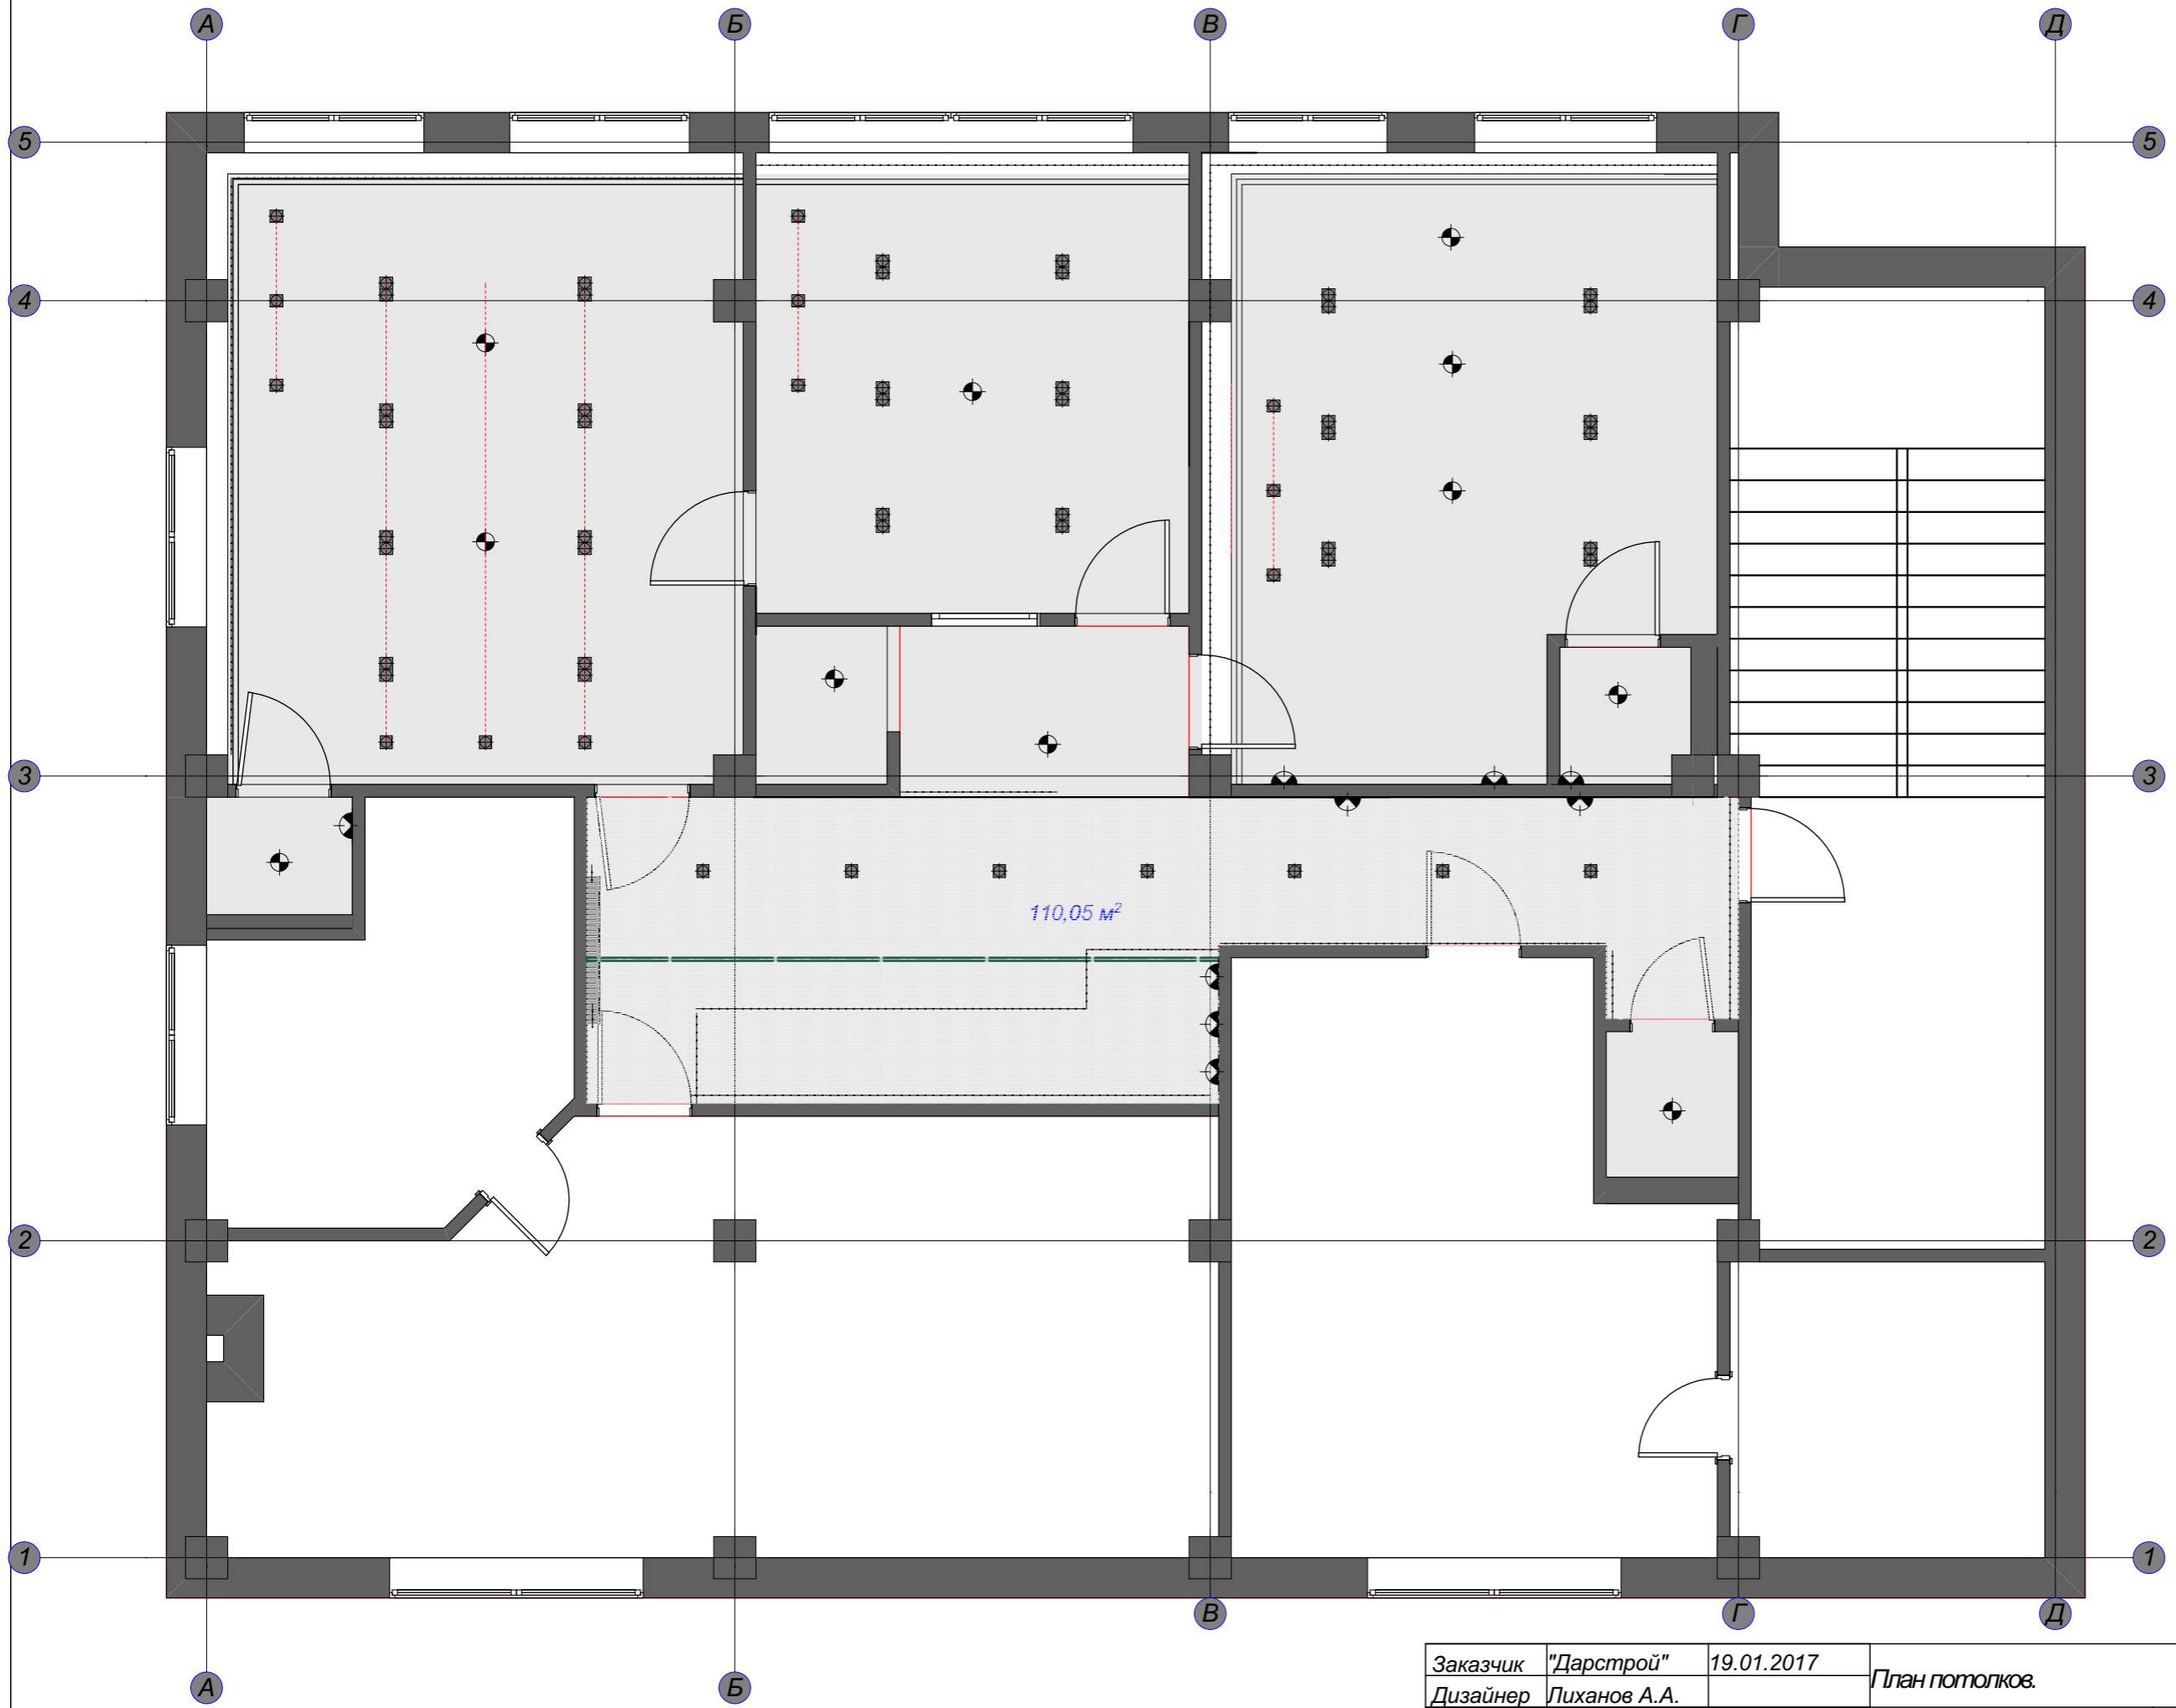 А Б В Г Д
5 5
4 4
3 3
110,05 м²
2 2
1 1
В Г Д
А Б
Заказчик "Дарстрой" 19.01.2017
План потолков.
Дизайнер Лиханов А.А.